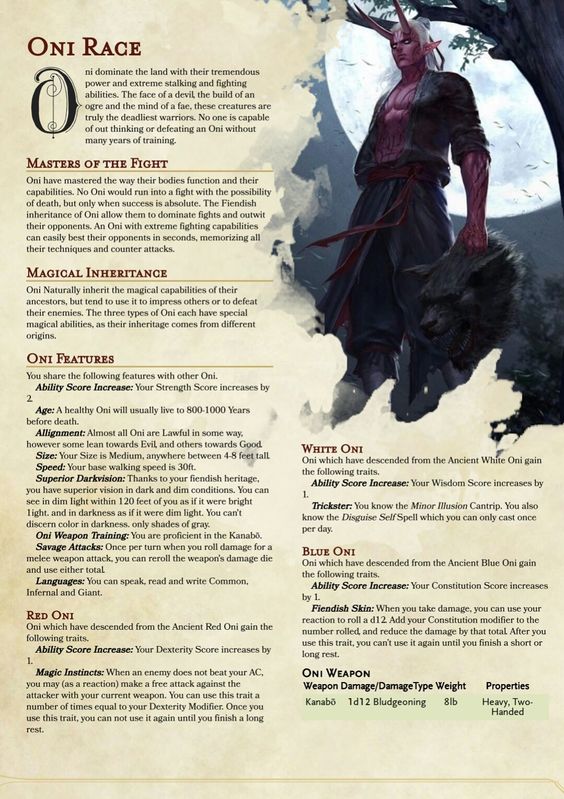 Oni Race
Oni dominate the land with their tremendous
power and extreme stalking and fighting
abilities. The face of a devil, the build of an
ogre and the mind of a fae, these creatures are
truly the deadliest warriors. No one is capable
of out thinking or defeating an Oni without
many years of training.
Masters of the Fight
Oni have mastered the way their bodies function and their
capabilities. No Oni would run into a fight with the possibility
of death, but only when success is absolute. The Fiendish
inheritance of Oni allow them to dominate fights and outwit
their opponents. An Oni with extreme fighting capabilities
can easily best their opponents in seconds, memorizing all
their techniques and counter attacks.
Magical Inheritance
Oni Naturally inherit the magical capabilities of their
ancestors, but tend to use it to impress others or to defeat
their enemies. The three types of Oni each have special
magical abilities, as their inheritance comes from different
origins.
Oni Features
You share the following features with other Oni.
Ability Score Increase: Your Strength Score increases by
2.
Age: A healthy Oni will usually live to 800-1000 Years
before death.
Allignment: Almost all Oni are Lawful in some way,
however some lean towards Evil, and others towards Good.
Size: Your Size is Medium, anywhere between 4-8 feet tall.
Speed: Your base walking speed is 30ft.
Superior Darkvision: Thanks to your fiendish heritage,
you have superior vision in dark and dim conditions. You can
see in dim light within 120 feet of you as if it were bright
1ight. and in darkness as if it were dim light. You can't
discern color in darkness. only shades of gray.
Oni Weapon Training: You are proficient in the Kanabō.
Savage Attacks: Once per turn when you roll damage for a
melee weapon attack, you can reroll the weapon's damage die
and use either total.
Languages: You can speak, read and write Common,
Infernal and Giant.
Red Oni
Oni which have descended from the Ancient Red Oni gain the
following traits.
Ability Score Increase: Your Dexterity Score increases by
1.
Magic Instincts: When an enemy does not beat your AC,
you may (as a reaction) make a free attack against the
attacker with your current weapon. You can use this trait a
number of times equal to your Dexterity Modifier. Once you
use this trait, you can not use it again until you finish a long
rest.
White Oni
Oni which have descended from the Ancient White Oni gain
the following traits.
Ability Score Increase: Your Wisdom Score increases by
1.
Trickster: You know the Minor Illusion Cantrip. You also
know the Disguise Self Spell which you can only cast once
per day.
Blue Oni
Oni which have descended from the Ancient Blue Oni gain
the following traits.
Ability Score Increase: Your Constitution Score increases
by 1.
Fiendish Skin: When you take damage, you can use your
reaction to roll a d12. Add your Constitution modifier to the
number rolled, and reduce the damage by that total. After you
use this trait, you can't use it again until you finish a short or
long rest.
Oni Weapon
Weapon Damage/DamageType Weight Properties
Kanabō 1d12 Bludgeoning 8lb Heavy, Two-
Handed